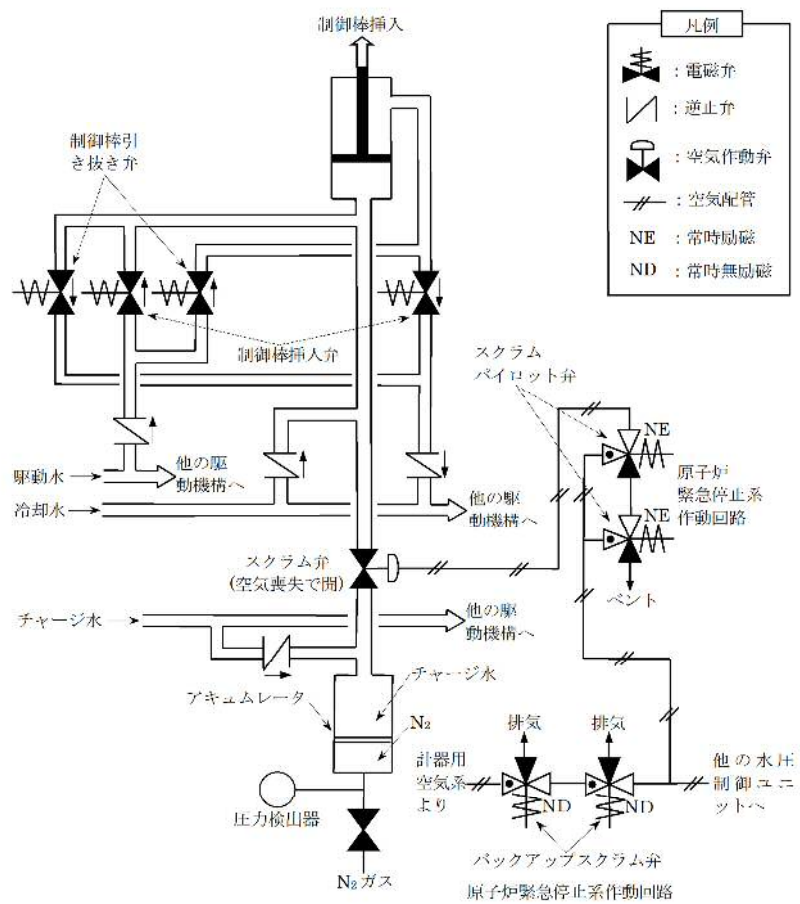 制御棒挿入
凡例
:電磁弁
:逆止弁
:空気作動弁
:空気配管
NE :常時励磁
ND :常時無励磁
制御棒引
き抜き弁
制御棒挿入弁
スクラム
パイロット弁
NE
原子炉
緊急停止系
作動回路
NE
ベント
駆動水
他の駆
動機構へ
冷却水
他の駆
動機構へ
スクラム弁
(空気喪失で開)
チャージ水
他の駆
動機構へ
チャージ水
アキュムレータ
N₂
排気
排気
計器用
空気系
より
ND
ND
他の水圧
制御ユニ
ットへ
圧力検出器
バックアップスクラム弁
N₂ガス
原子炉緊急停止系作動回路